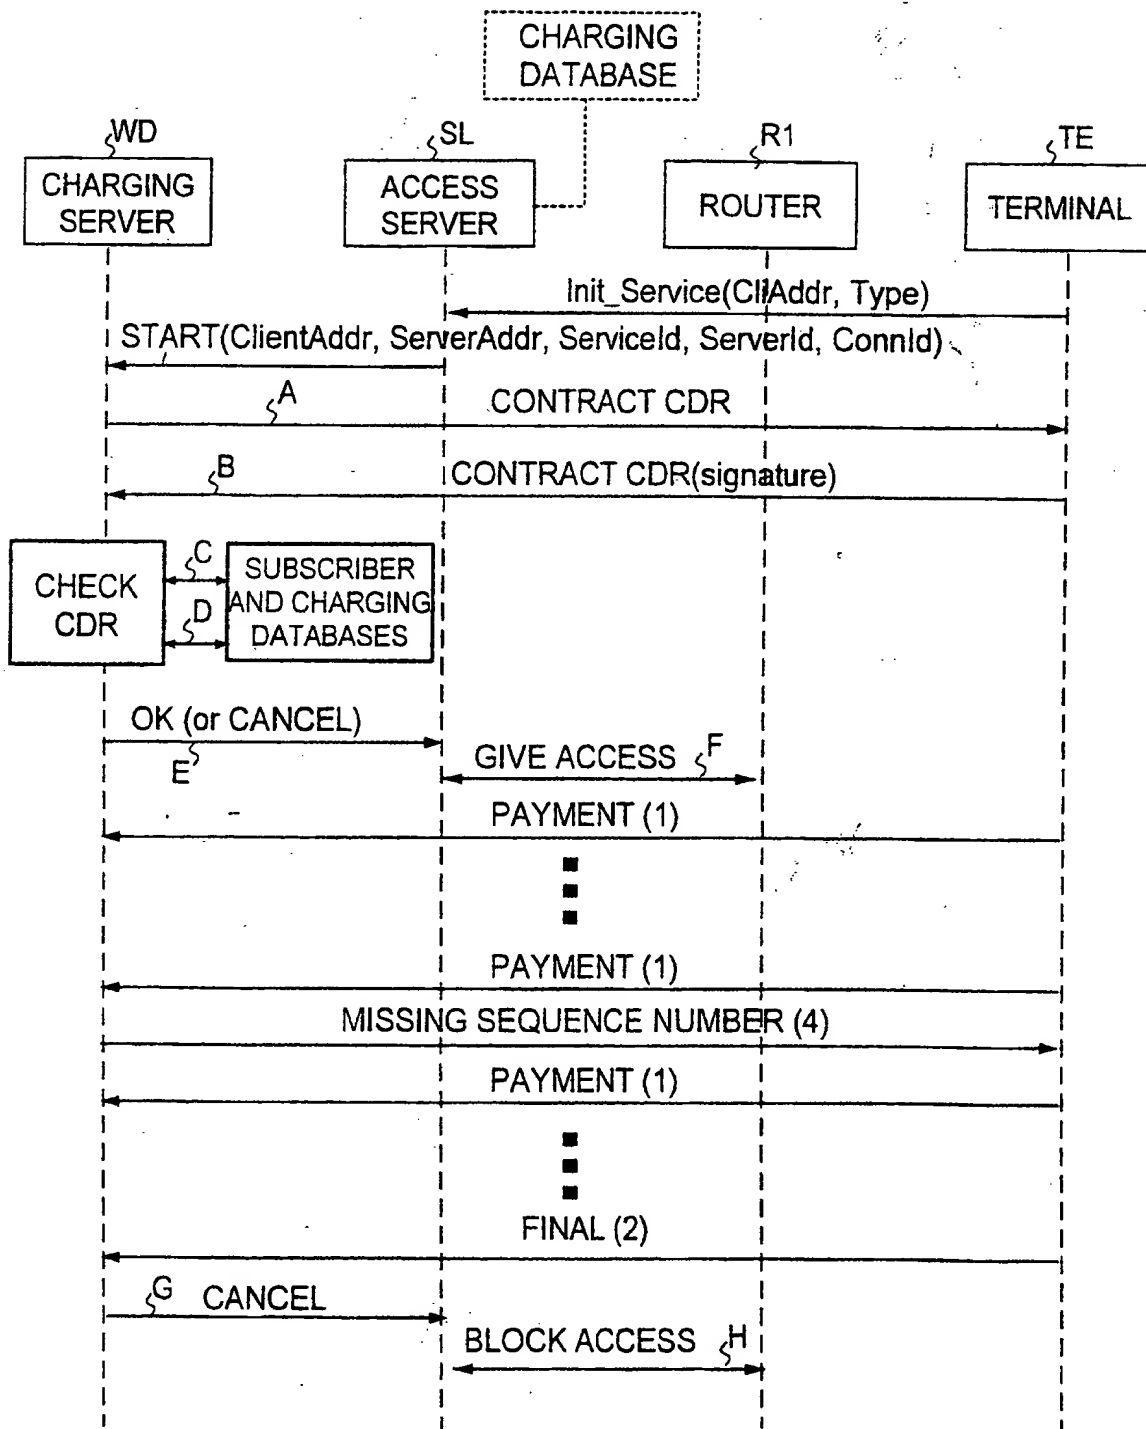 CHARGING
DATABASE
WD
SL
R1
TE
CHARGING
SERVER
ACCESS
SERVER
ROUTER
TERMINAL
Init_Service(CliAddr, Type)
START(ClientAddr, ServerAddr, ServiceId, ServerId, ConnId)
A
CONTRACT CDR
B
CONTRACT CDR(signature)
CHECK
CDR
C
D
SUBSCRIBER
AND CHARGING
DATABASES
OK (or CANCEL)
E
GIVE ACCESS
F
PAYMENT (1)
PAYMENT (1)
MISSING SEQUENCE NUMBER (4)
PAYMENT (1)
FINAL (2)
G
CANCEL
BLOCK ACCESS
H